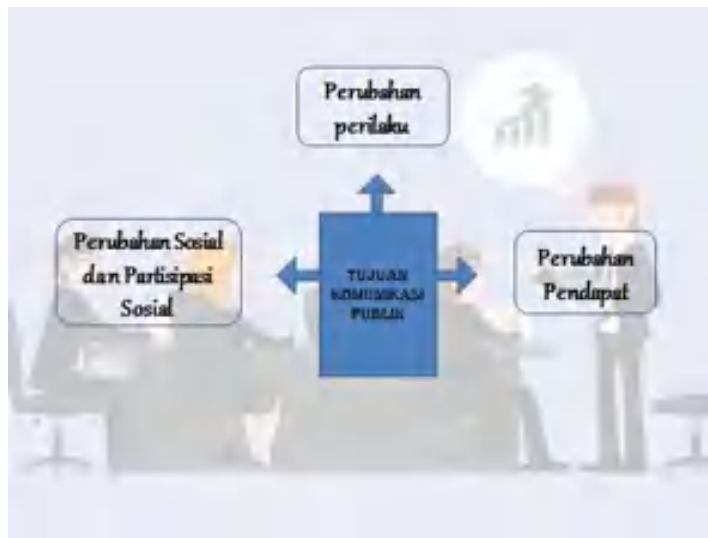 Perubahan
perilaku
Perubahan Sosial
dan Partisipasi
Sosial
TUJUAN
KOMUNIKASI
PUBLIK
Perubahan
Pendapat